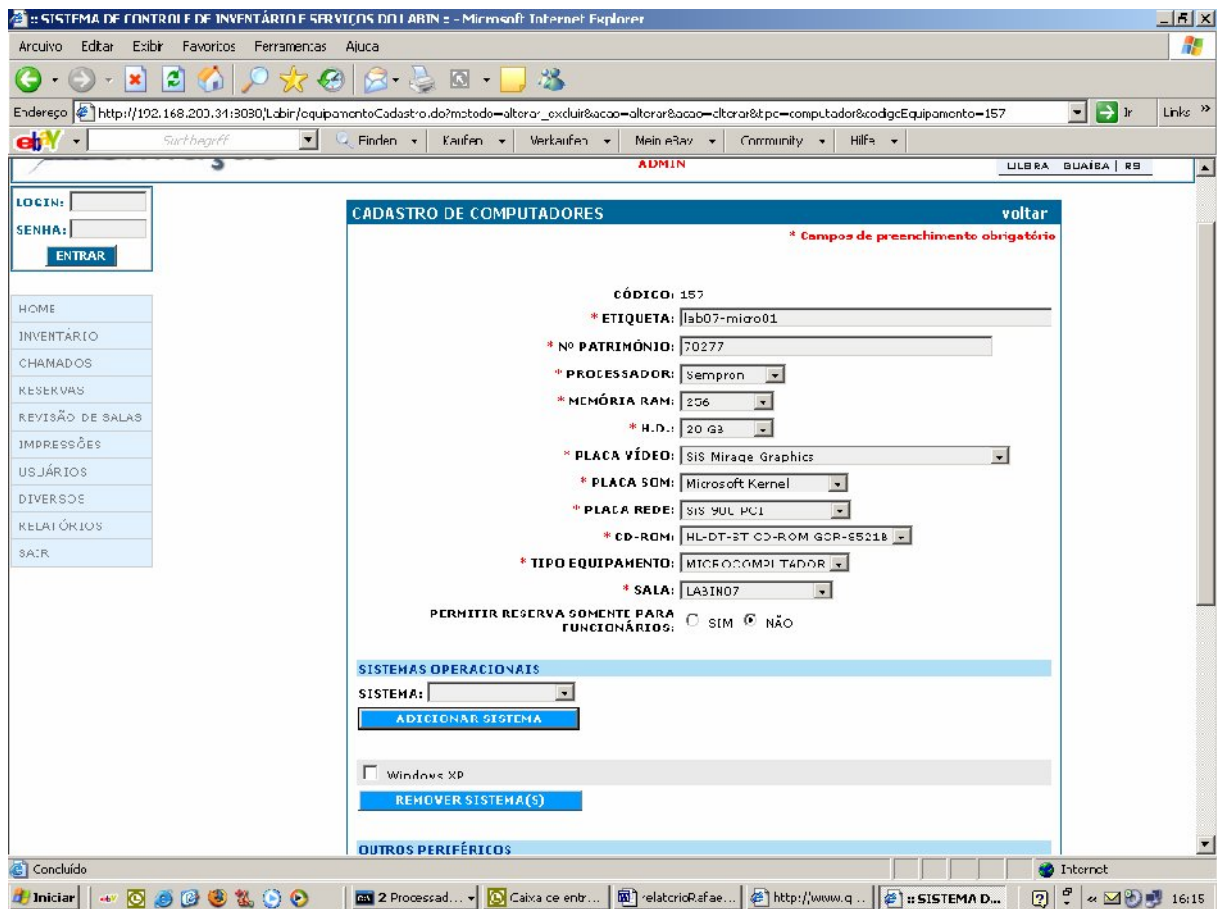 :: SISTEMA DE CONTROLE DE INVENTÁRIO E SERVIÇOS DO LABIN :: - Microsoft Internet Explorer
Arquivo Editar Exibir Favoritos Ferramentas Ajuda
Endereço http://192.168.200.34:8080/Labin/equipamentoCadastro.do?metodo=alterar_excluir&acao=alterar&acao=alterar&tipo=computador&codigoEquipamento=157 Ir Links »
ebY Suchbegriff Finden Kaufen Verkaufen Mein eBay Community Hilfe
ADMIN ULBRA GUAÍBA | RS
LOGIN:
SENHA:
ENTRAR
HOME
INVENTÁRIO
CHAMADOS
RESERVAS
REVISÃO DE SALAS
IMPRESSÕES
USUÁRIOS
DIVERSOS
RELATÓRIOS
SAIR
CADASTRO DE COMPUTADORES voltar
* Campos de preenchimento obrigatório
CÓDIGO: 157
* ETIQUETA: lab07-micro01
* Nº PATRIMÔNIO: 70277
* PROCESSADOR: Sempron
* MEMÓRIA RAM: 256
* H.D.: 20 GB
* PLACA VÍDEO: SiS Mirage Graphics
* PLACA SOM: Microsoft Kernel
* PLACA REDE: SiS 900 PCI
* CD-ROM: HL-DT-ST CD-ROM GCR-8521B
* TIPO EQUIPAMENTO: MICROCOMPUTADOR
* SALA: LABIN07
PERMITIR RESERVA SOMENTE PARA
FUNCIONÁRIOS: SIM NÃO
SISTEMAS OPERACIONAIS
SISTEMA:
ADICIONAR SISTEMA
Windows XP
REMOVER SISTEMA(S)
OUTROS PERIFÉRICOS
Concluído Internet
Iniciar 2 Processad... Caixa de entr... relatorioRafae... http://www.q... :: SISTEMA D... 16:15